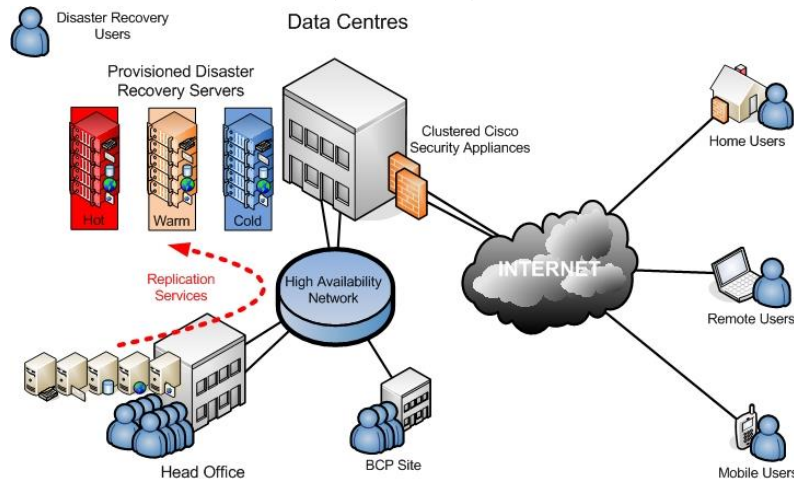 Disaster Recovery
Users
Data Centres
Provisioned Disaster
Recovery Servers
Hot
Warm
Cold
Clustered Cisco
Security Appliances
Home Users
INTERNET
Replication
Services
High Availability
Network
Remote Users
Head Office
BCP Site
Mobile Users